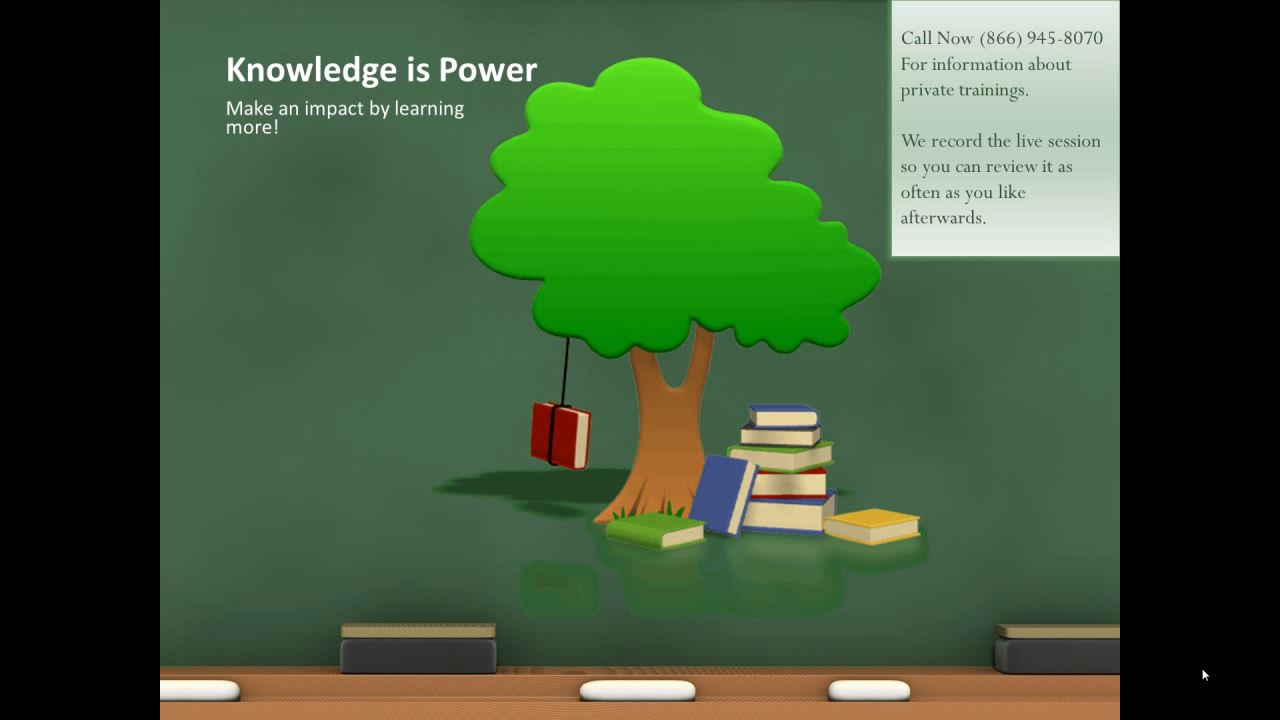 Knowledge is Power
Make an impact by learning
more!
Call Now (866) 945-8070
For information about
private trainings.
We record the live session
so you can review it as
often as you like
afterwards.